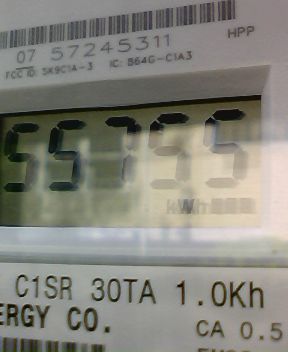 07 57245311
HPP
FCC ID: SK9C1A-3 IC: 864G-C1A3
55755
kWh
C1SR 30TA 1.0Kh
ERGY CO.
CA 0.5